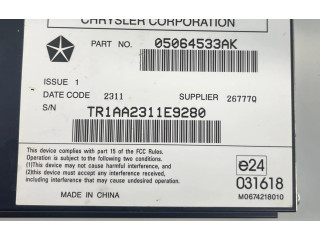 CHRYSLER CORPORATION
PART NO. 05064533AK
ISSUE 1
DATE CODE 2311 SUPPLIER 26777Q
S/N TR1AA2311E9280
This device complies with part 15 of the FCC Rules.
Operation is subject to the following two conditions:
(1)This device may not cause harmful interference, and
(2)this device must accept any interference received,
including interference that may cause undesired operation.
e24
031618
MADE IN CHINA M0674218010